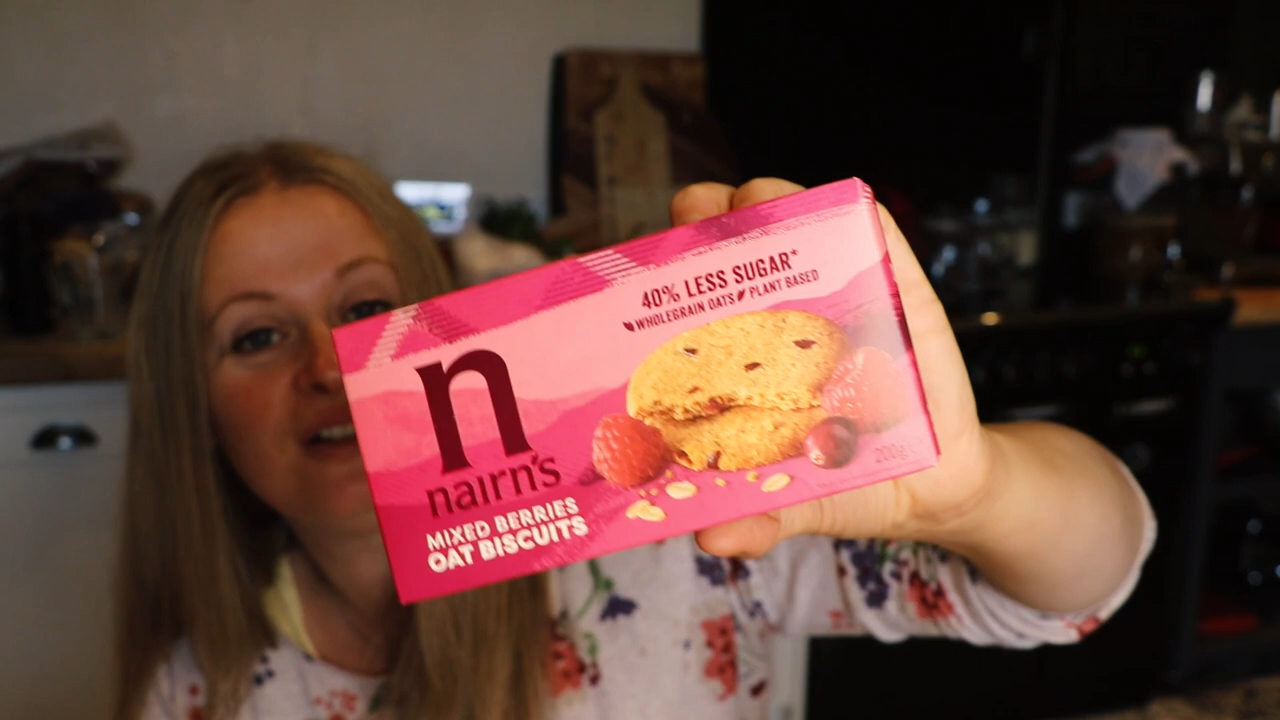 40% LESS SUGAR*
WHOLEGRAIN OATS PLANT BASED
n
nairn's
MIXED BERRIES
OAT BISCUITS
200g